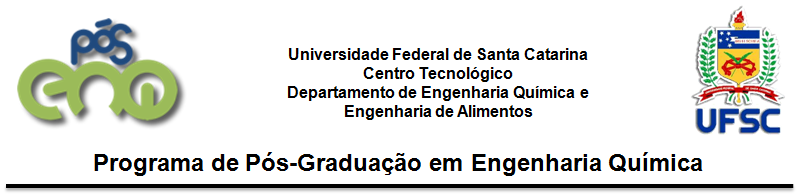 pós
enq
Universidade Federal de Santa Catarina
Centro Tecnológico
Departamento de Engenharia Química e
Engenharia de Alimentos
UFSC
Programa de Pós-Graduação em Engenharia Química